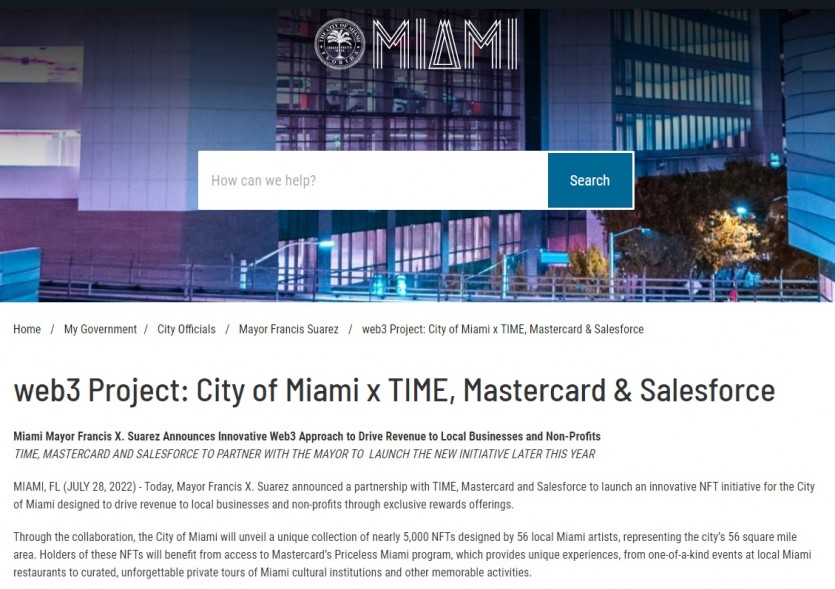 MIAMI
How can we help?
Search
Home / My Government / City Officials / Mayor Francis Suarez / web3 Project: City of Miami x TIME, Mastercard & Salesforce
web3 Project: City of Miami x TIME, Mastercard & Salesforce
Miami Mayor Francis X. Suarez Announces Innovative Web3 Approach to Drive Revenue to Local Businesses and Non-Profits
TIME, MASTERCARD AND SALESFORCE TO PARTNER WITH THE MAYOR TO LAUNCH THE NEW INITIATIVE LATER THIS YEAR
MIAMI, FL (JULY 28, 2022) - Today, Mayor Francis X. Suarez announced a partnership with TIME, Mastercard and Salesforce to launch an innovative NFT initiative for the City
of Miami designed to drive revenue to local businesses and non-profits through exclusive rewards offerings.
Through the collaboration, the City of Miami will unveil a unique collection of nearly 5,000 NFTs designed by 56 local Miami artists, representing the city's 56 square mile
area. Holders of these NFTs will benefit from access to Mastercard's Priceless Miami program, which provides unique experiences, from one-of-a-kind events at local Miami
restaurants to curated, unforgettable private tours of Miami cultural institutions and other memorable activities.